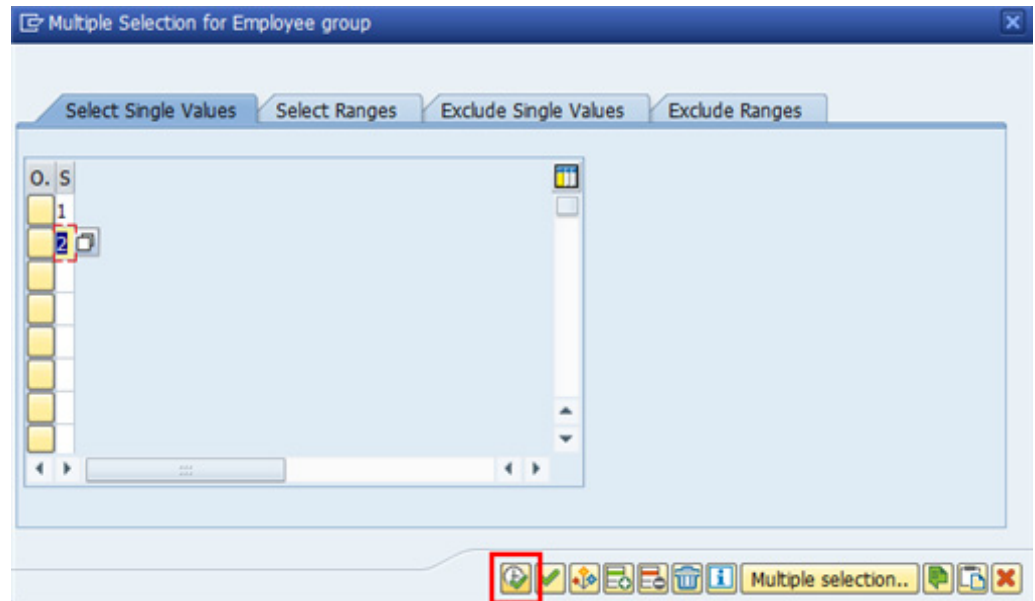 Multiple Selection for Employee group
Select Single Values Select Ranges Exclude Single Values Exclude Ranges
O. S
1
2
Multiple selection..